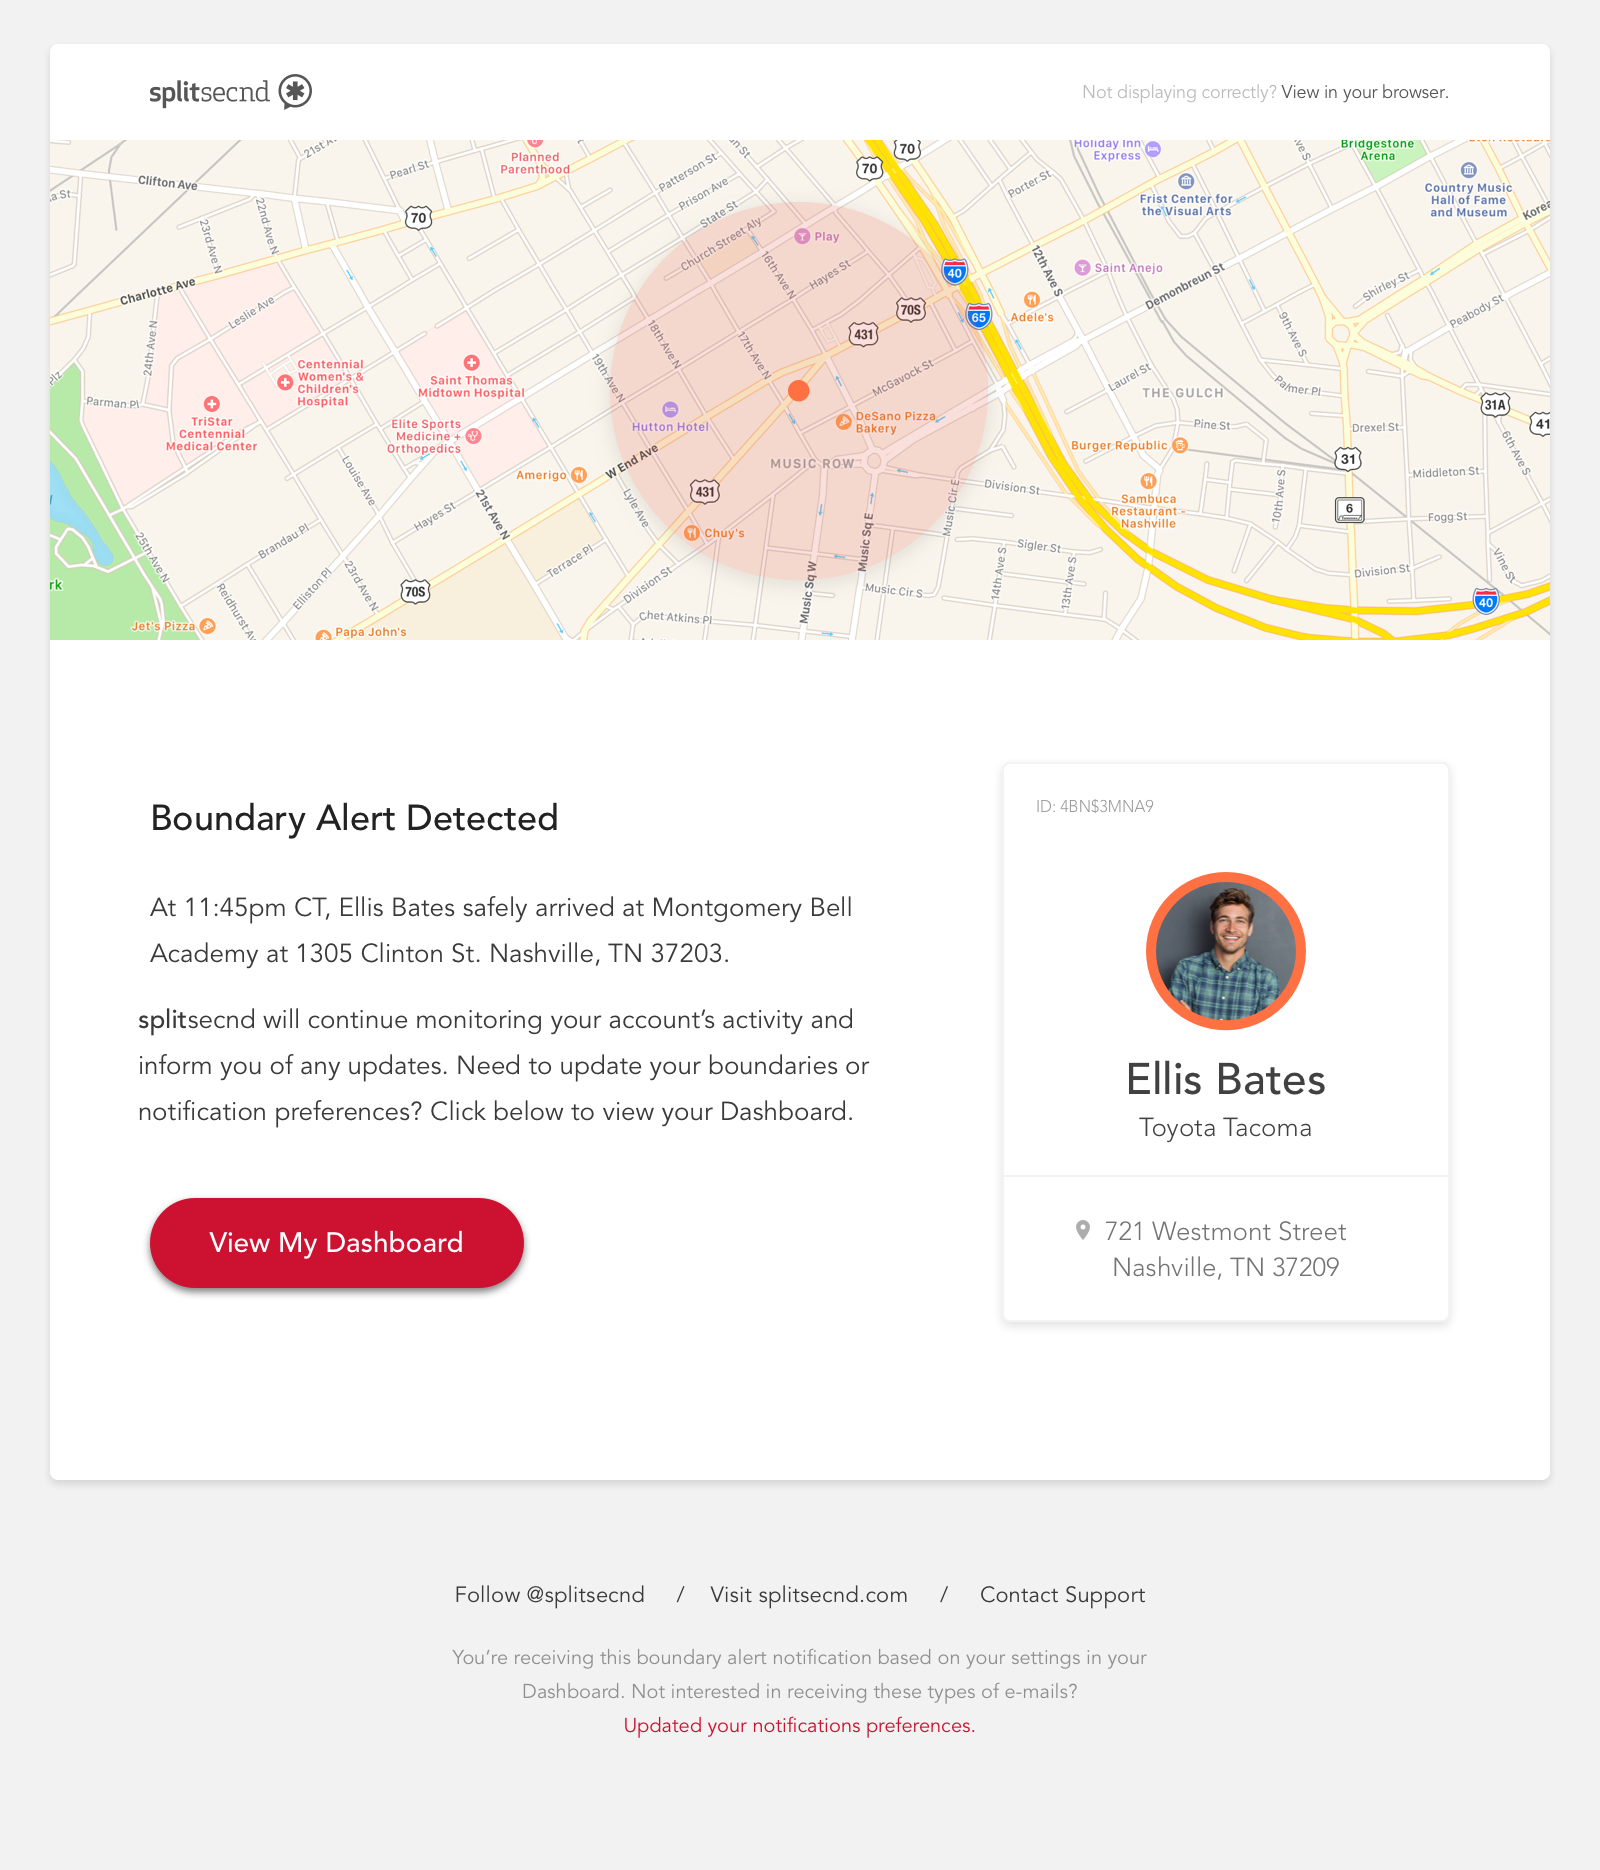 splitsecnd
Not displaying correctly? View in your browser.
70
Holiday Inn
Express
Bridgestone
Arena
21st A
Pearl St
Planned
Parenthood
70
Patterson St
Prison Ave
State St
Porter St
Frist Center for
the Visual Arts
Country Music
Hall of Fame
and Museum
Korea
a St
Clifton Ave
23rd Ave N
22nd Ave N
70
Church Street Aly
Play
16th Ave N
Hayes St
40
12th Ave S
Saint Anejo
Demonbreun St
Shirley St
Charlotte Ave
Leslie Ave
70S
65
Adele's
Peabody St
24th Ave N
18th Ave N
17th Ave N
431
9th Ave S
Plz
Centennial
Women's &
Children's
Hospital
Saint Thomas
Midtown Hospital
19th Ave N
McGavock St
Laurel St
THE GULCH
Palmer Pl
31A
Parman Pl
TriStar
Centennial
Medical Center
Elite Sports
Medicine +
Orthopedics
Hutton Hotel
DeSano Pizza
Bakery
Pine St
Drexel St
41
6th Ave S
Louise Ave
Amerigo
W End Ave
MUSIC ROW
Burger Republic
31
Middleton St
21st Ave N
Lyle Ave
431
Music Cir E
Division St
Sambuca
Restaurant -
Nashville
10th Ave S
6
Fogg St
Hayes St
Chuy's
Music Sq E
25th Ave N
Brandau Pl
Terrace Pl
Sigler St
Vine St
rk
Reidhurst Av
Elliston Pl
23rd Ave N
70S
Division St
Music Sq W
Music Cir S
14th Ave S
13th Ave S
Division St
40
Jet's Pizza
Papa John's
Chet Atkins Pl
Boundary Alert Detected
At 11:45pm CT, Ellis Bates safely arrived at Montgomery Bell
Academy at 1305 Clinton St. Nashville, TN 37203.
splitsecnd will continue monitoring your account’s activity and
inform you of any updates. Need to update your boundaries or
notification preferences? Click below to view your Dashboard.
View My Dashboard
ID: 4BN$3MNA9
Ellis Bates
Toyota Tacoma
721 Westmont Street
Nashville, TN 37209
Follow @splitsecnd / Visit splitsecnd.com / Contact Support
You’re receiving this boundary alert notification based on your settings in your
Dashboard. Not interested in receiving these types of e-mails?
Updated your notifications preferences.